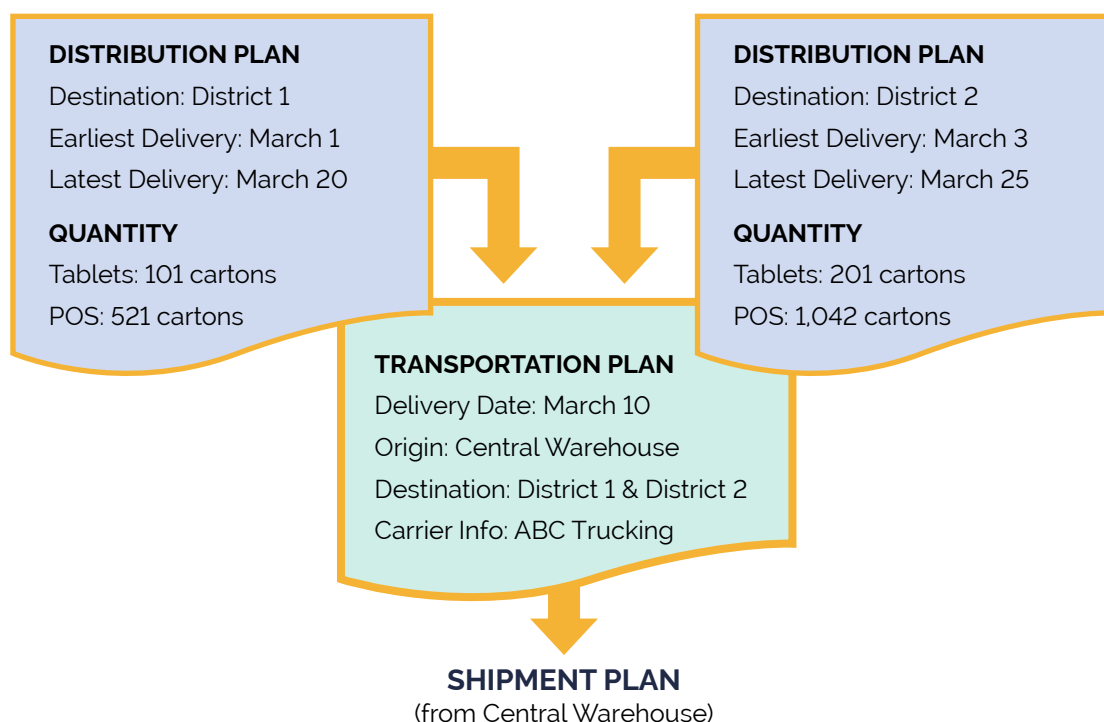 DISTRIBUTION PLAN
Destination: District 1
Earliest Delivery: March 1
Latest Delivery: March 20
QUANTITY
Tablets: 101 cartons
POS: 521 cartons
DISTRIBUTION PLAN
Destination: District 2
Earliest Delivery: March 3
Latest Delivery: March 25
QUANTITY
Tablets: 201 cartons
POS: 1,042 cartons
TRANSPORTATION PLAN
Delivery Date: March 10
Origin: Central Warehouse
Destination: District 1 & District 2
Carrier Info: ABC Trucking
SHIPMENT PLAN
(from Central Warehouse)